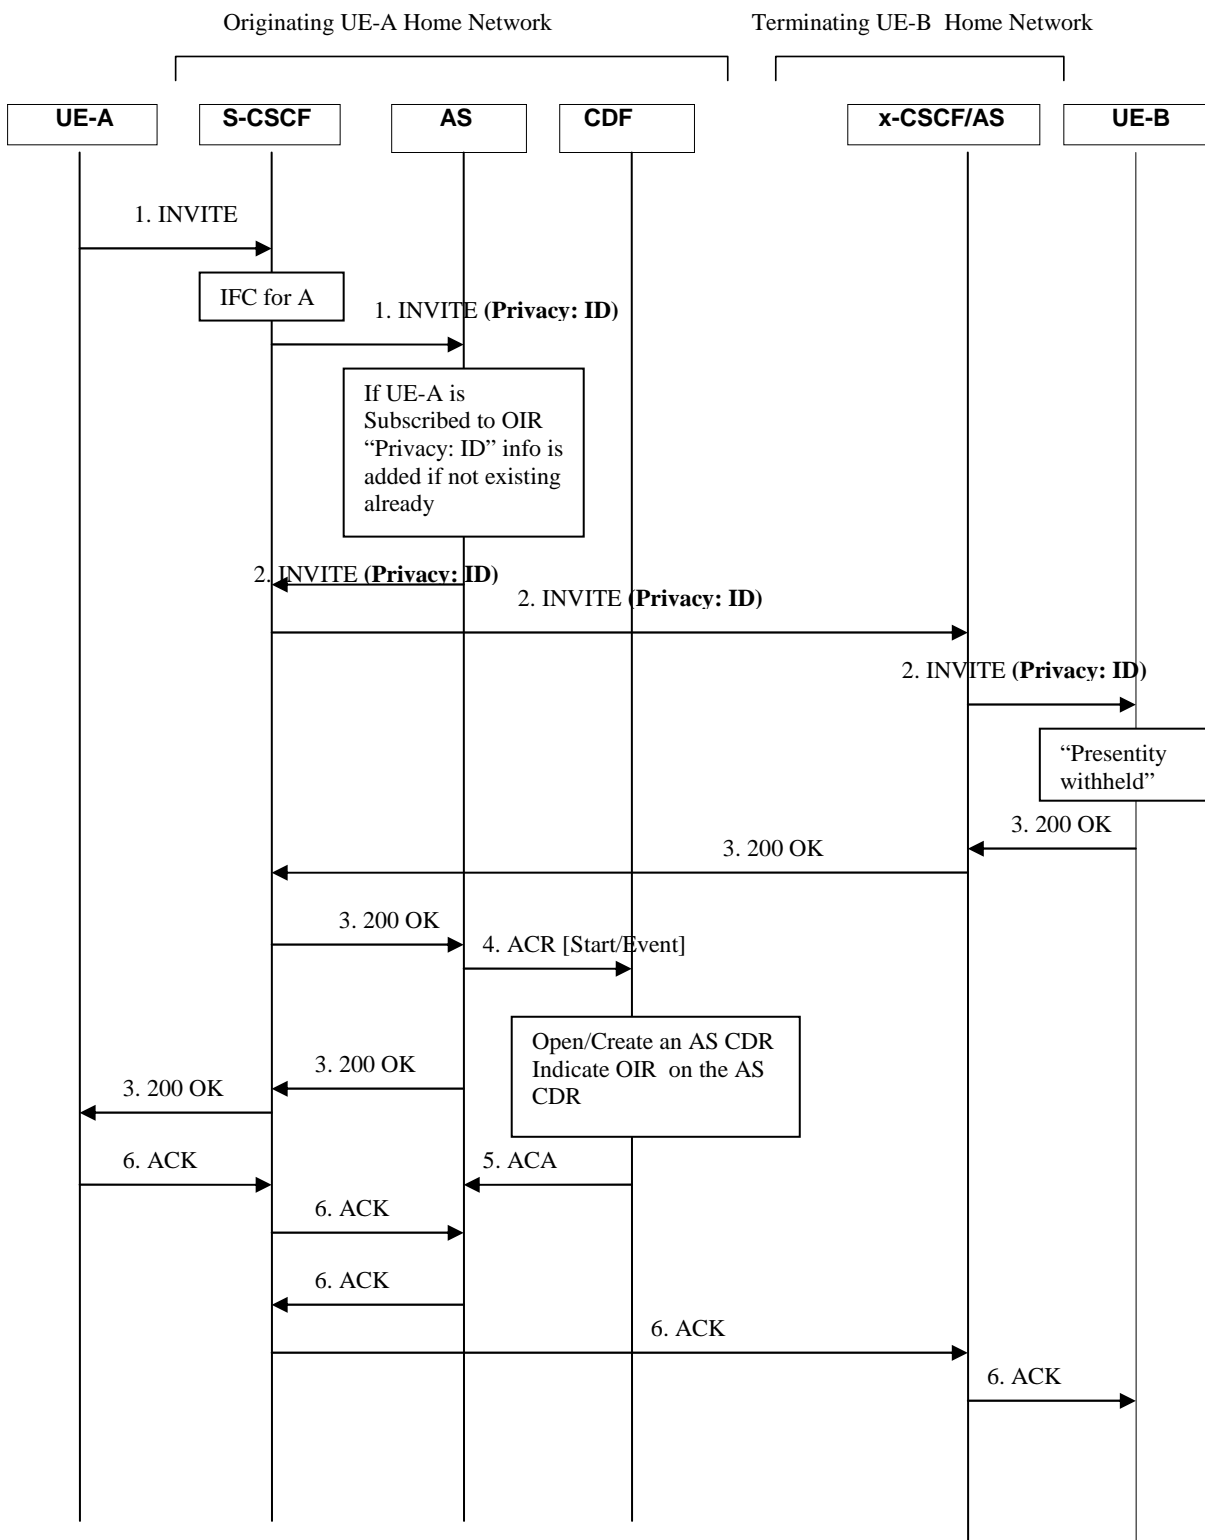 Originating UE-A Home Network
Terminating UE-B  Home Network
UE-A
S-CSCF
AS
CDF
x-CSCF/AS
UE-B
1. INVITE
IFC for A
1. INVITE (Privacy: ID)
If UE-A is
Subscribed to OIR
“Privacy: ID” info is
added if not existing
already
2. INVITE (Privacy: ID)
2. INVITE (Privacy: ID)
2. INVITE (Privacy: ID)
“Presentity
withheld”
3. 200 OK
3. 200 OK
3. 200 OK
4. ACR [Start/Event]
Open/Create an AS CDR
Indicate OIR  on the AS
CDR
3. 200 OK
3. 200 OK
6. ACK
5. ACA
6. ACK
6. ACK
6. ACK
6. ACK